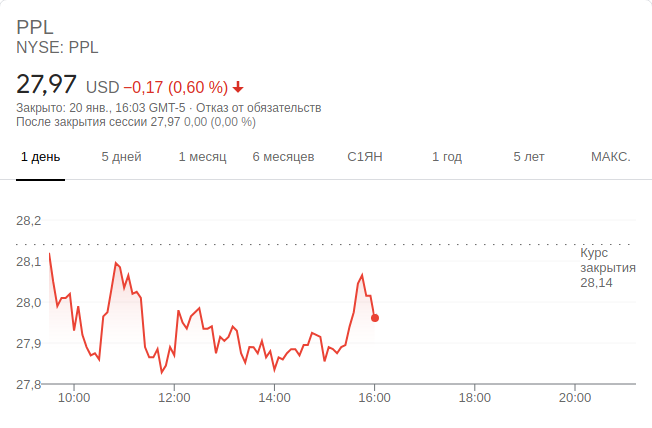 PPL
NYSE: PPL
27,97 USD −0,17 (0,60 %)
Закрыто: 20 янв., 16:03 GMT-5 · Отказ от обязательств
После закрытия сессии 27,97 0,00 (0,00 %)
1 день 5 дней 1 месяц 6 месяцев С1ЯН 1 год 5 лет МАКС.
28,2
Курс
закрытия
28,14
28,1
28,0
27,9
27,8
10:00 12:00 14:00 16:00 18:00 20:00